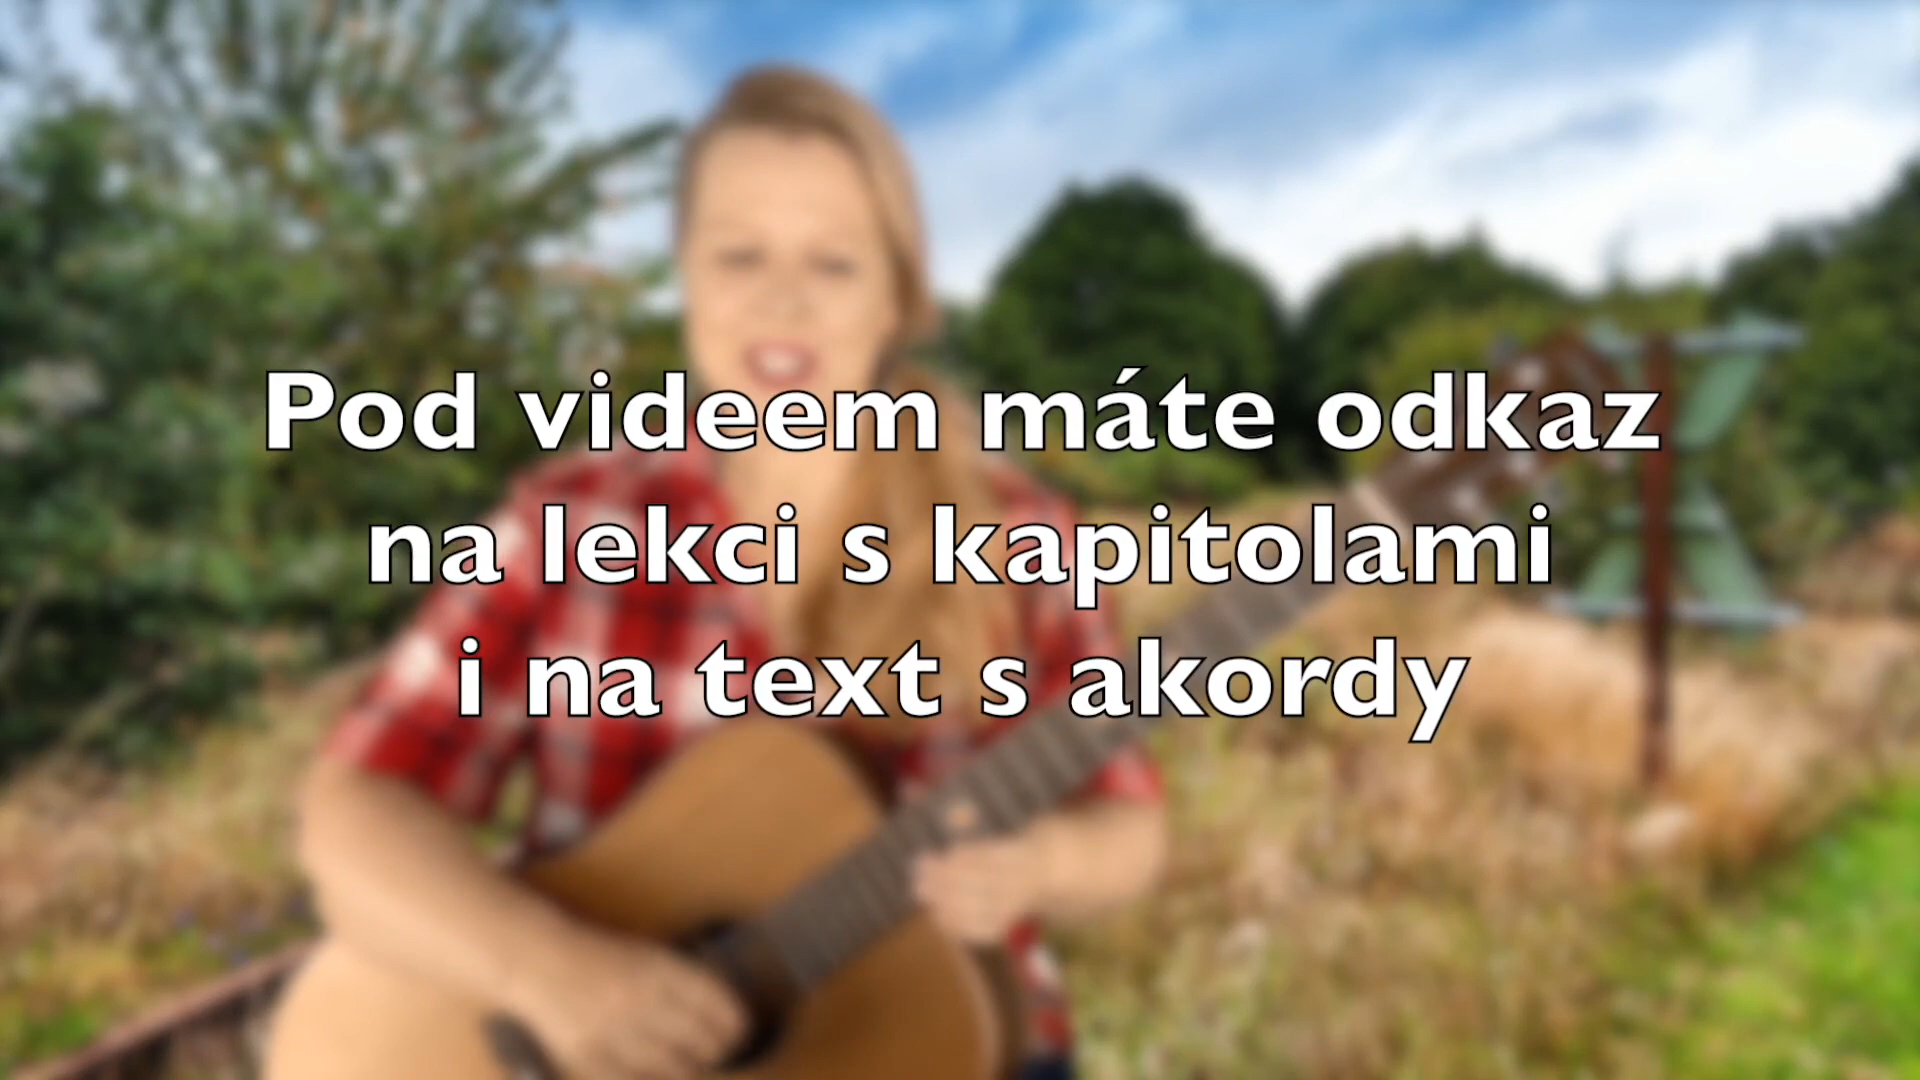 Pod videem máte odkaz
na lekci s kapitolami
i na text s akordy